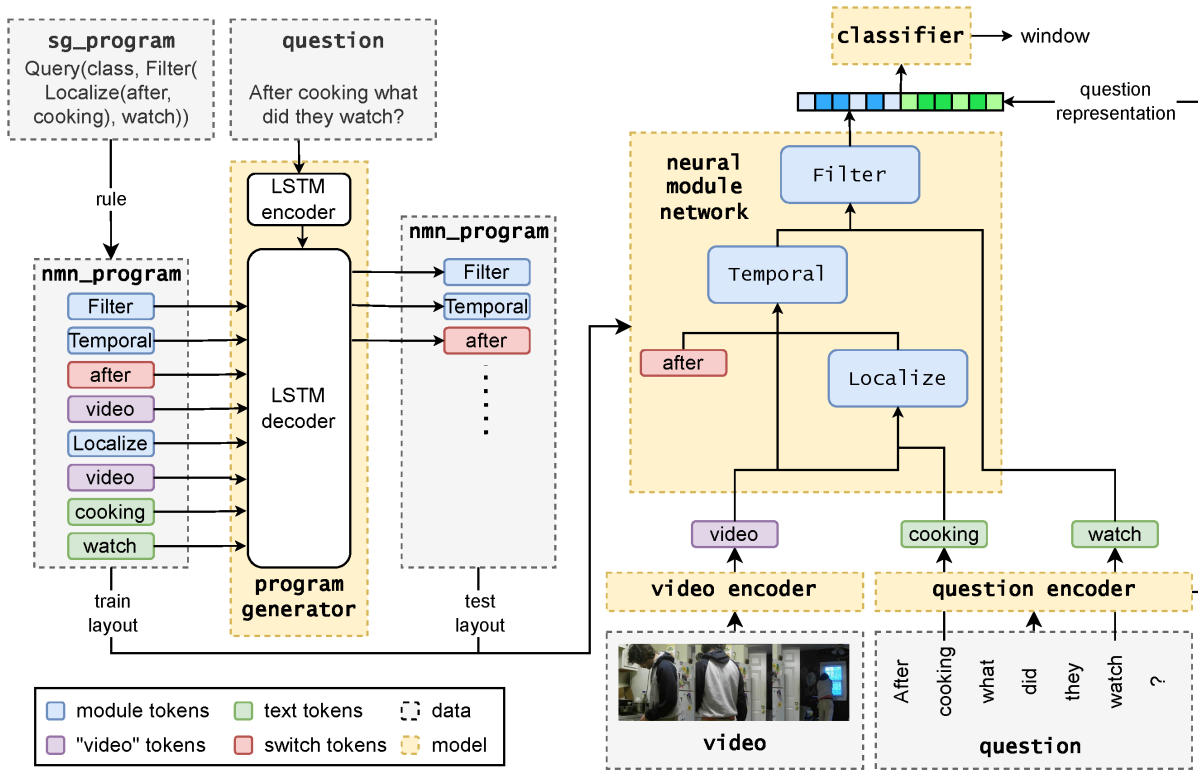 sg_program
Query(class, Filter(
Localize(after,
cooking), watch))
question
After cooking what
did they watch?
rule
LSTM
encoder
nmn_program
Filter
Temporal
after
video
Localize
video
cooking
watch
LSTM
decoder
program
generator
nmn_program
Filter
Temporal
after
train
layout
test
layout
classifier
window
question
representation
neural
module
network
Filter
Temporal
after
Localize
video
cooking
watch
video encoder
question encoder
After
cooking
what
did
they
watch
?
video
question
module tokens
text tokens
data
"video" tokens
switch tokens
model